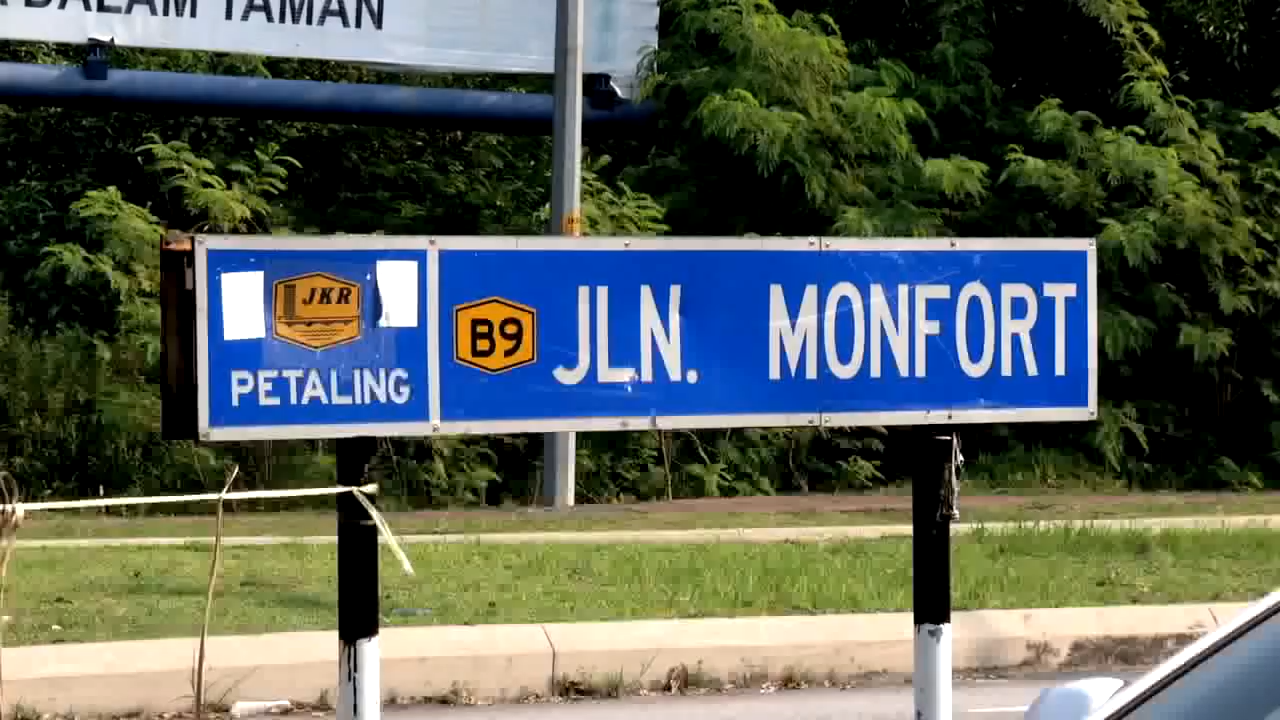 DALAM TAMAN
JKR
PETALING
B9
JLN. MONFORT